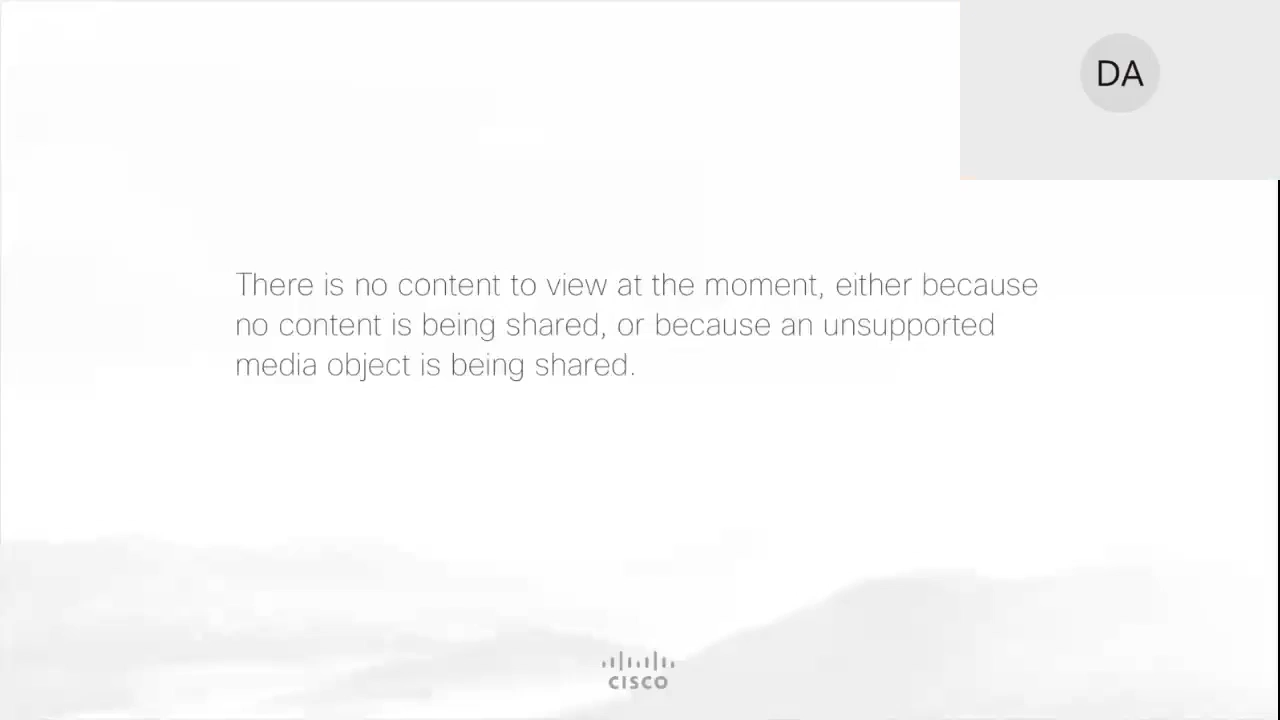 DA
There is no content to view at the moment, either because
no content is being shared, or because an unsupported
media object is being shared.
CISCO